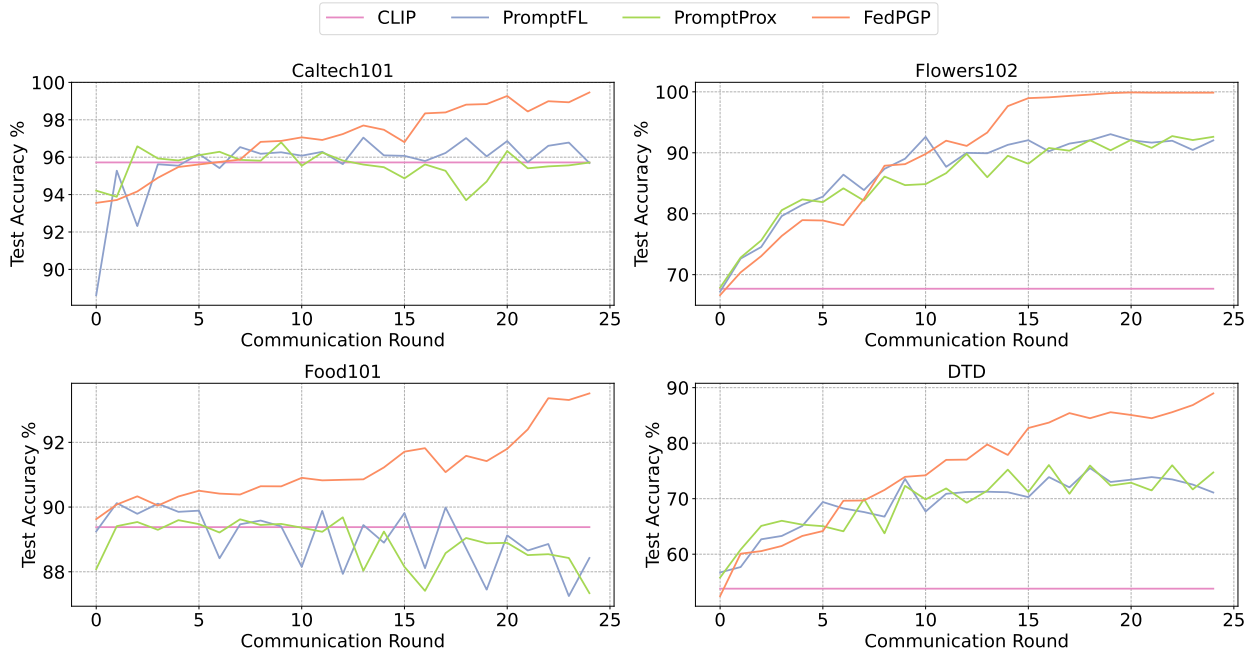 CLIP PromptFL PromptProx FedPGP
Caltech101
100
98
96
94
92
90
Test Accuracy %
0 5 10 15 20 25
Communication Round
Flowers102
100
90
80
70
Test Accuracy %
0 5 10 15 20 25
Communication Round
Food101
92
90
88
Test Accuracy %
0 5 10 15 20 25
Communication Round
DTD
90
80
70
60
Test Accuracy %
0 5 10 15 20 25
Communication Round